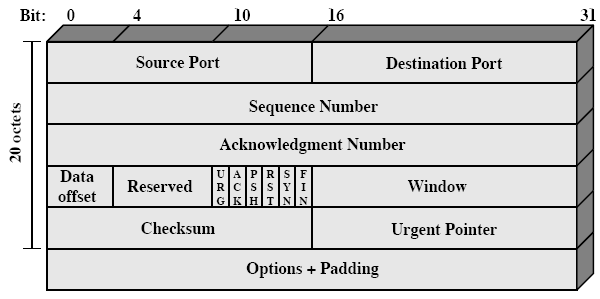 Bit: 0 4 10 16 31
Source Port Destination Port
Sequence Number
Acknowledgment Number
Data offset Reserved URG ACK PSH RST SYN FIN Window
Checksum Urgent Pointer
Options + Padding
20 octets